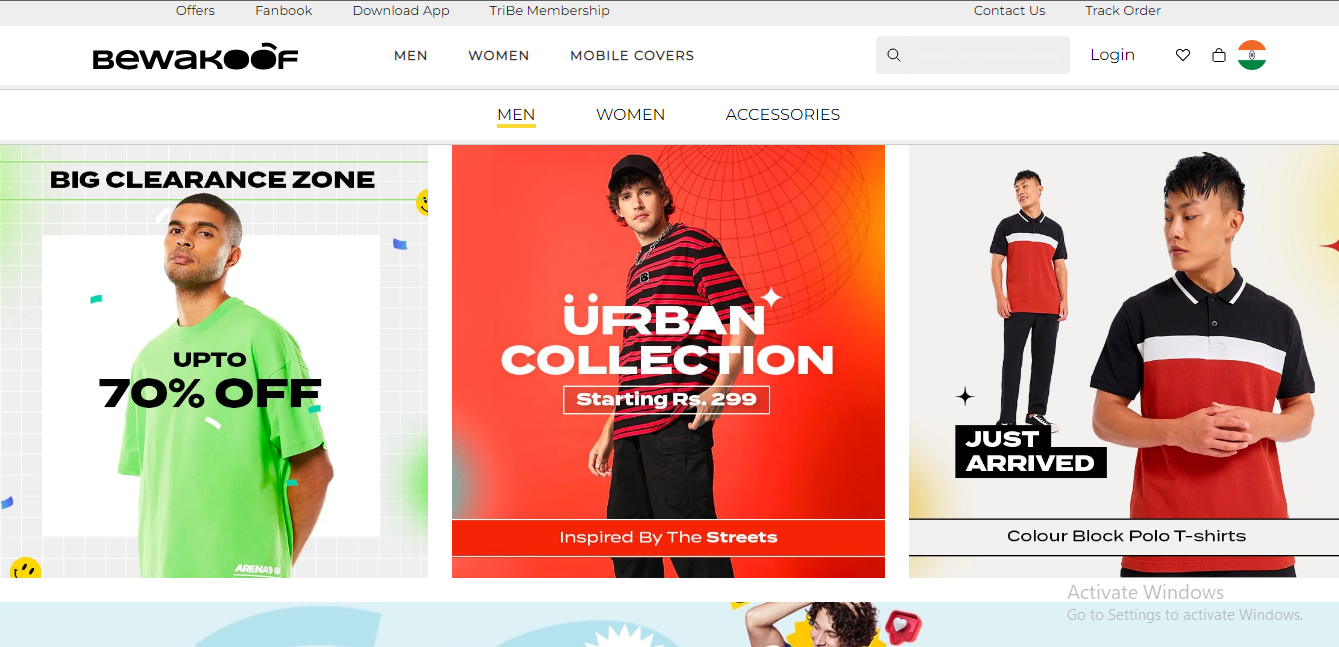 Offers Fanbook Download App TriBe Membership Contact Us Track Order
BEWAKOOF MEN WOMEN MOBILE COVERS Login
MEN WOMEN ACCESSORIES
BIG CLEARANCE ZONE
UPTO
70% OFF
ARENA
URBAN
COLLECTION
Starting Rs. 299
Inspired By The Streets
JUST
ARRIVED
Colour Block Polo T-shirts
Activate Windows
Go to Settings to activate Windows.